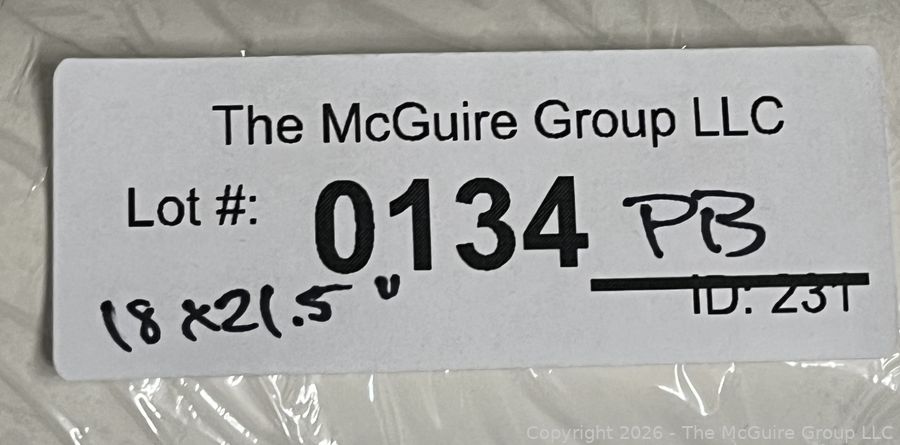 The McGuire Group LLC
Lot #: 0134 PB
ID: 231
18x21.5"
Copyright 2026 - The McGuire Group LLC